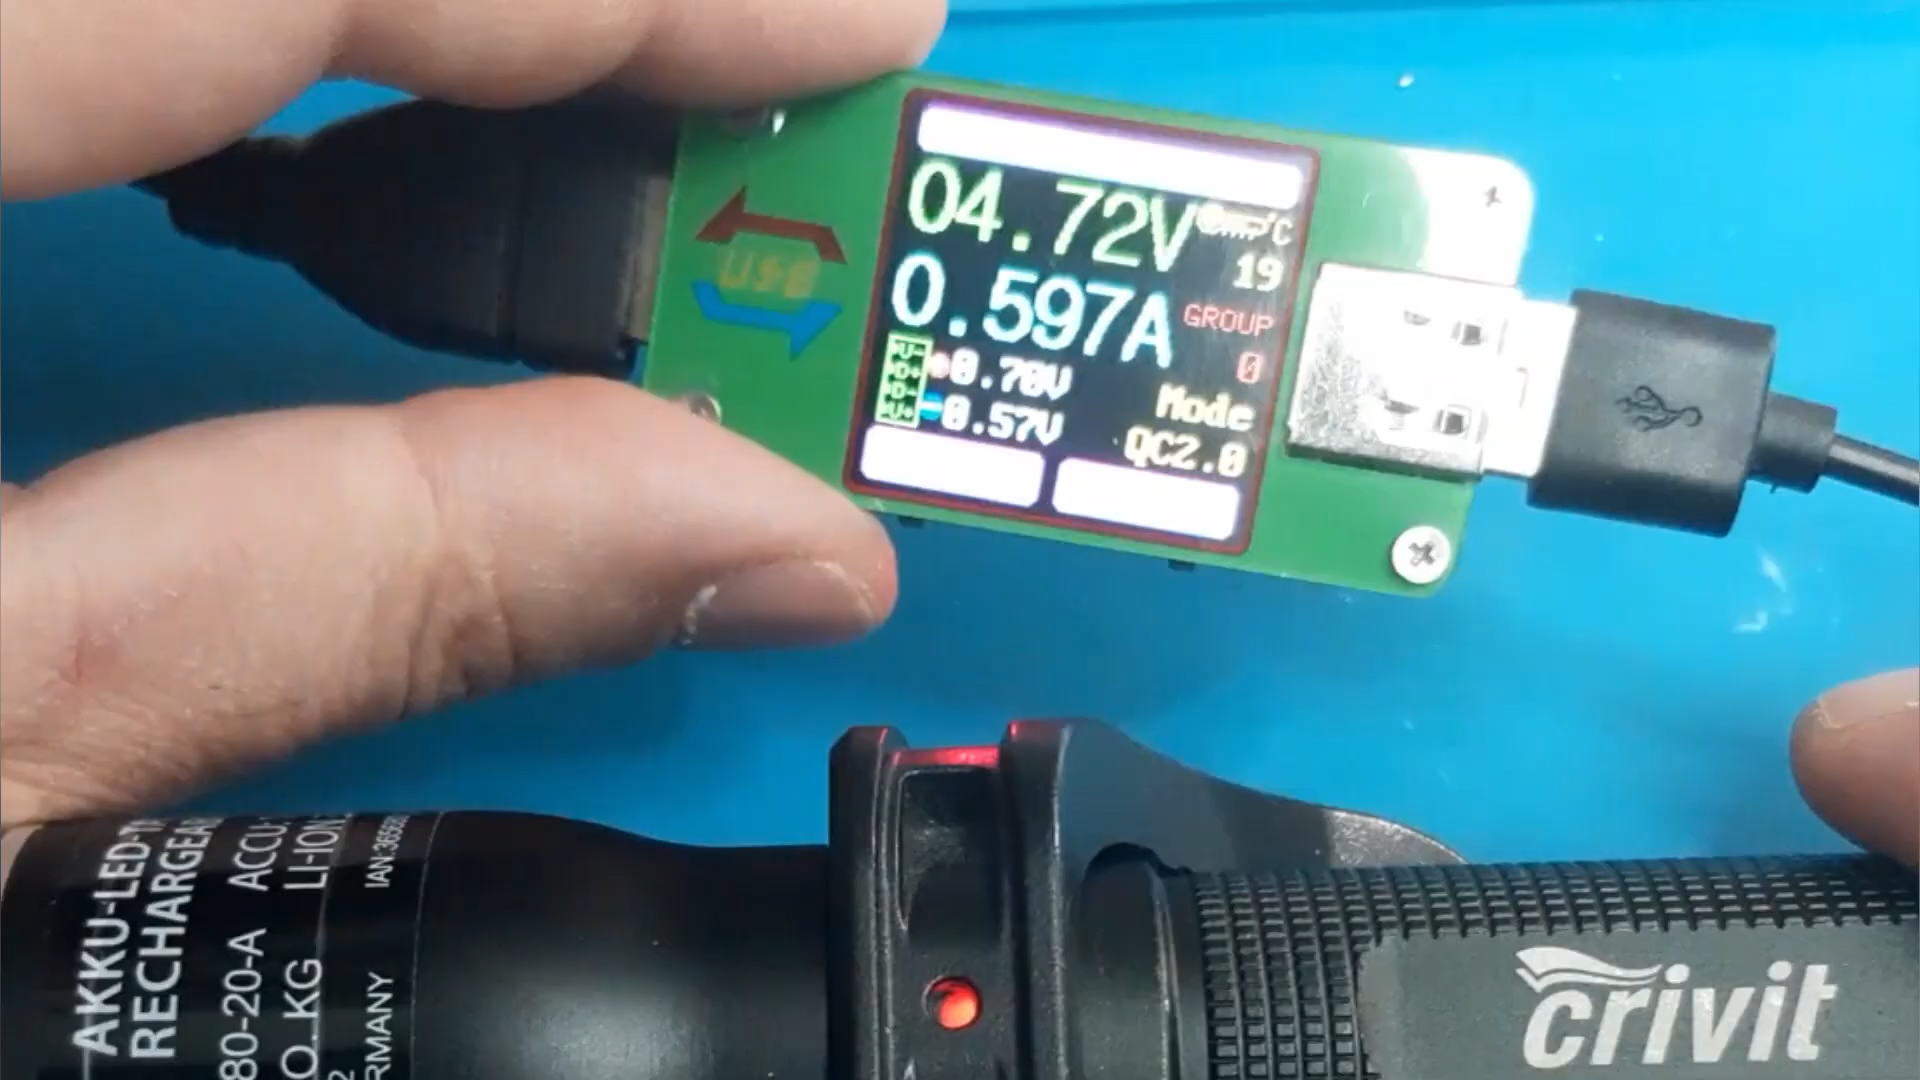 04.72V
°C
19
0.597A
GROUP
0
0.70V
0.57V
Mode
QC2.0
USB
AKKU-LED-
RECHARGEA
80-20-A ACCU
O. KG LI-ION
RMANY
crivit